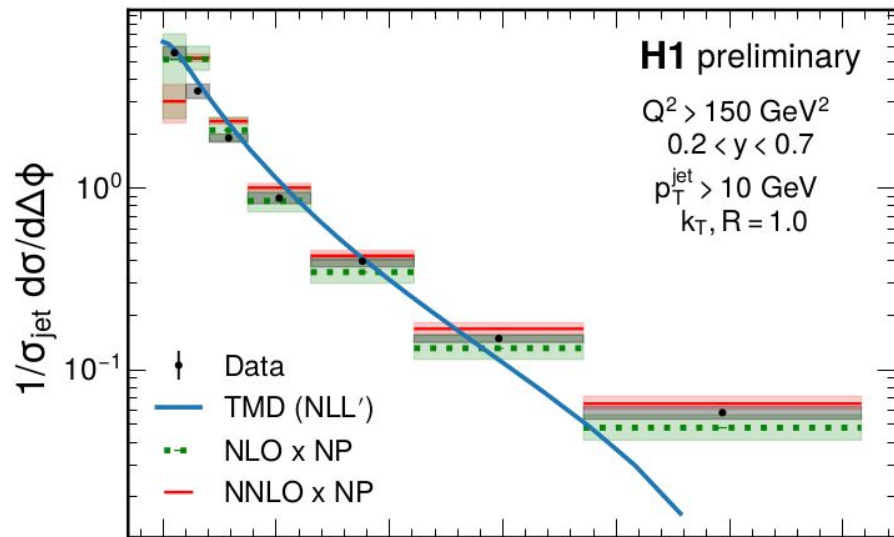 H1 preliminary
Q² > 150 GeV²
0.2 < y < 0.7
p_T^jet > 10 GeV
k_T, R = 1.0
1/σ_jet dσ/dΔϕ
10⁰
10⁻¹
Data
TMD (NLL′)
NLO x NP
NNLO x NP